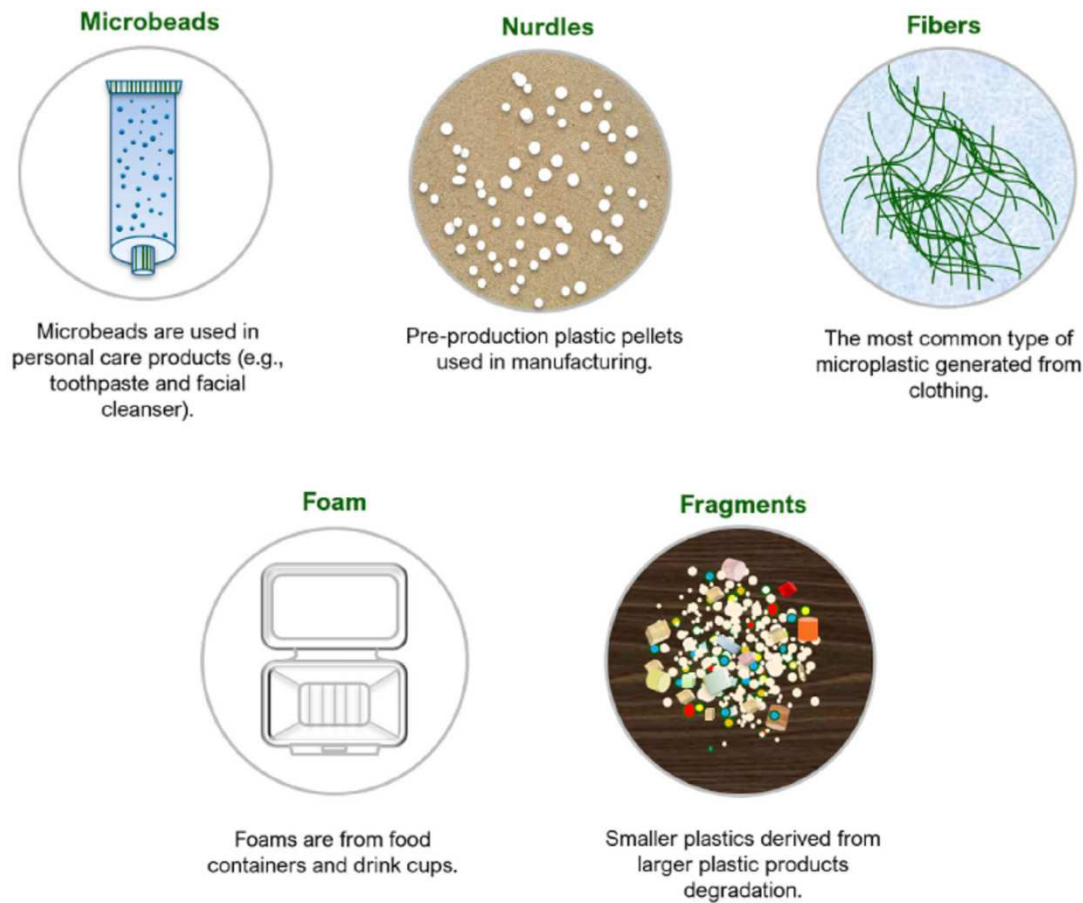 Microbeads
Nurdles
Fibers
Microbeads are used in
personal care products (e.g.,
toothpaste and facial
cleanser).
Pre-production plastic pellets
used in manufacturing.
The most common type of
microplastic generated from
clothing.
Foam
Fragments
Foams are from food
containers and drink cups.
Smaller plastics derived from
larger plastic products
degradation.